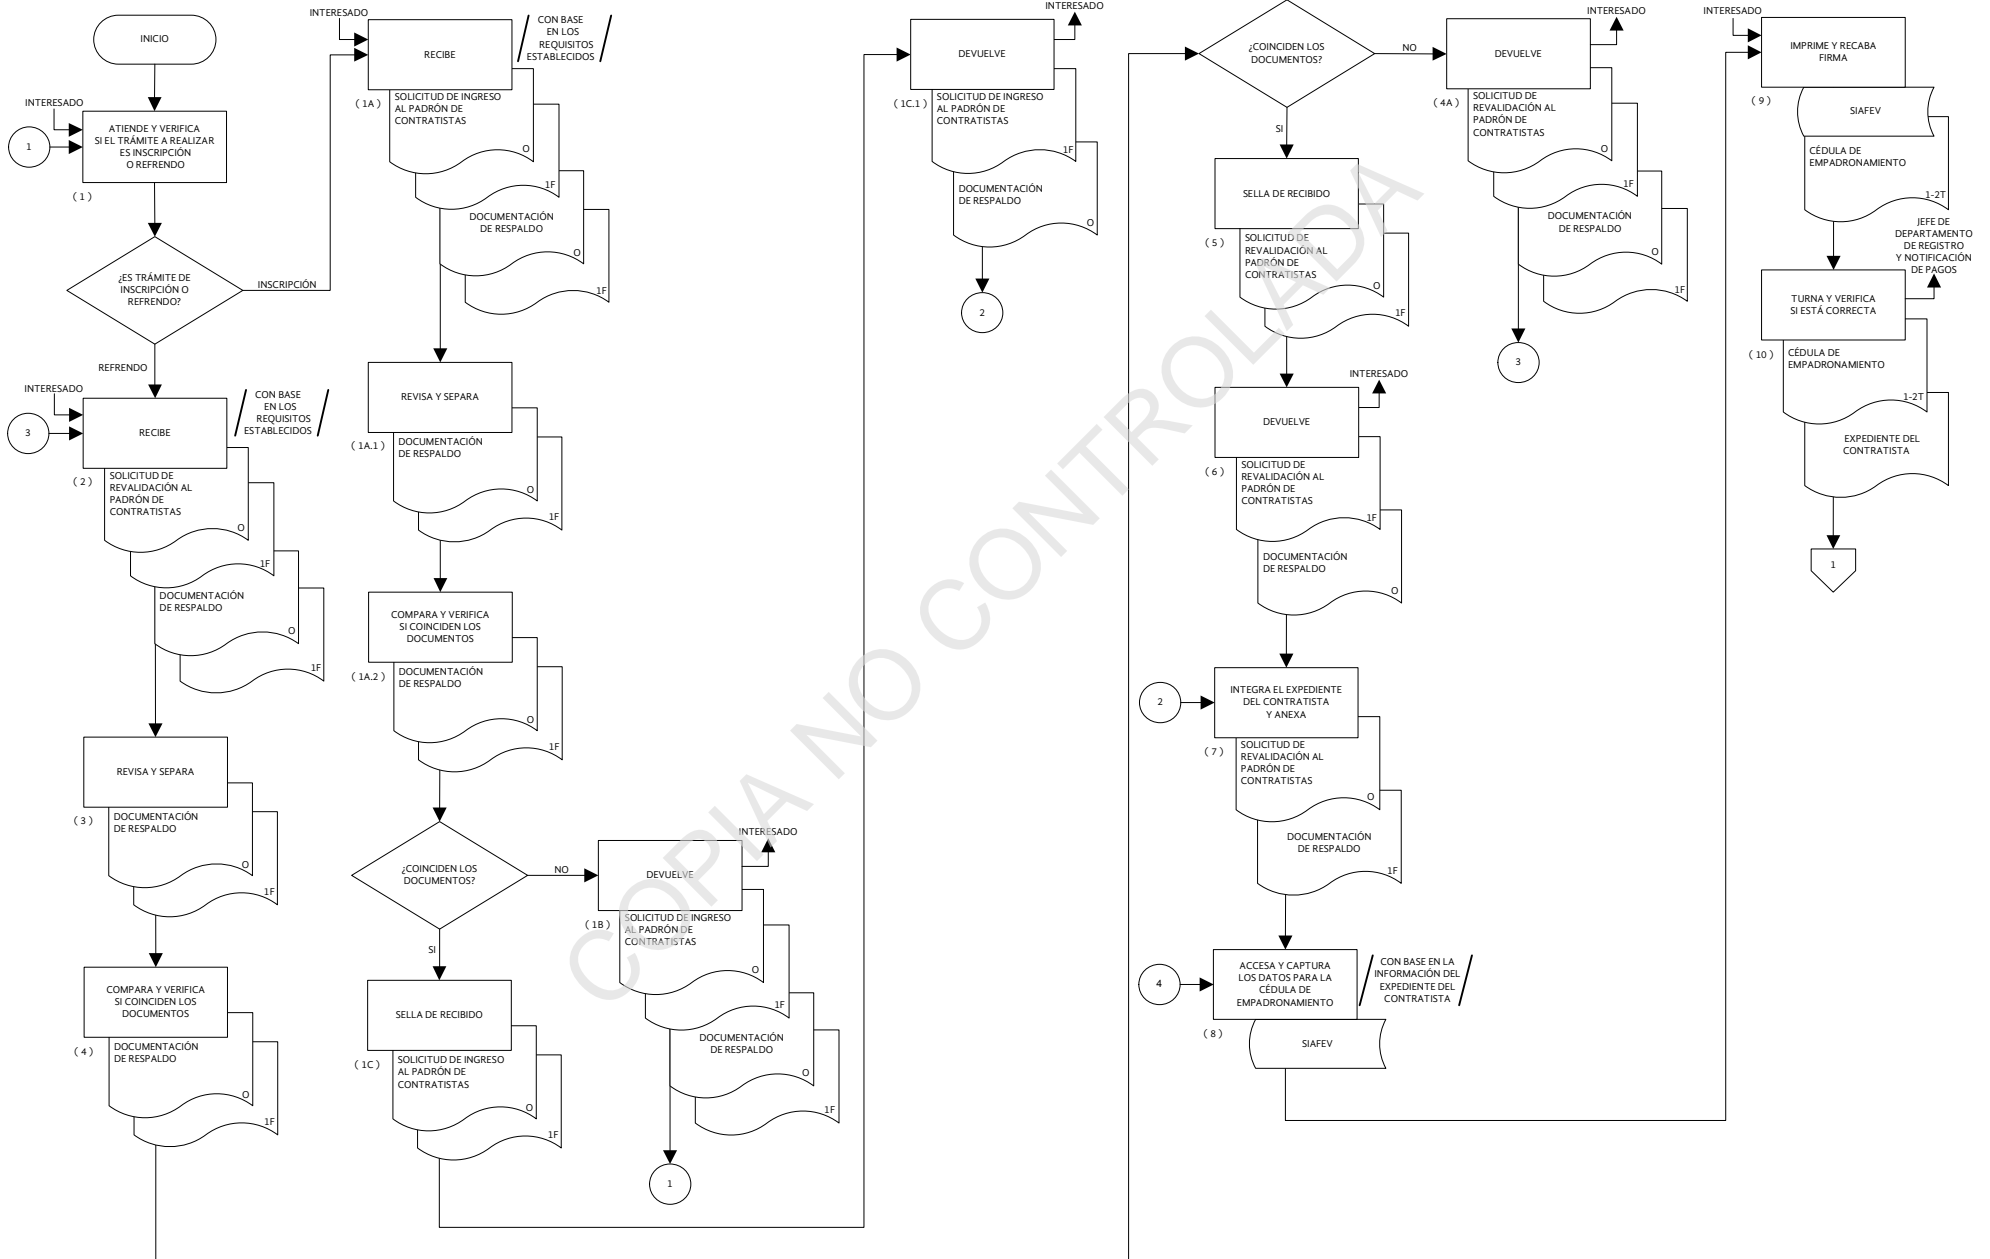 INICIO
INTERESADO
1
ATIENDE Y VERIFICA
SI EL TRÁMITE A REALIZAR
ES INSCRIPCIÓN
O REFRENDO
( 1 )
¿ES TRÁMITE DE
INSCRIPCIÓN O
REFRENDO?
INSCRIPCIÓN
REFRENDO
INTERESADO
3
RECIBE
CON BASE
EN LOS
REQUISITOS
ESTABLECIDOS
( 2 )
SOLICITUD DE
REVALIDACIÓN AL
PADRÓN DE
CONTRATISTAS
O
1F
DOCUMENTACIÓN
DE RESPALDO
O
1F
REVISA Y SEPARA
( 3 )
DOCUMENTACIÓN
DE RESPALDO
O
1F
COMPARA Y VERIFICA
SI COINCIDEN LOS
DOCUMENTOS
( 4 )
DOCUMENTACIÓN
DE RESPALDO
O
1F
INTERESADO
RECIBE
CON BASE
EN LOS
REQUISITOS
ESTABLECIDOS
( 1A )
SOLICITUD DE INGRESO
AL PADRÓN DE
CONTRATISTAS
O
1F
DOCUMENTACIÓN
DE RESPALDO
O
1F
REVISA Y SEPARA
( 1A.1 )
DOCUMENTACIÓN
DE RESPALDO
O
1F
COMPARA Y VERIFICA
SI COINCIDEN LOS
DOCUMENTOS
( 1A.2 )
DOCUMENTACIÓN
DE RESPALDO
O
1F
¿COINCIDEN LOS
DOCUMENTOS?
NO
SI
INTERESADO
DEVUELVE
( 1B )
SOLICITUD DE INGRESO
AL PADRÓN DE
CONTRATISTAS
O
1F
DOCUMENTACIÓN
DE RESPALDO
O
1F
1
SELLA DE RECIBIDO
( 1C )
SOLICITUD DE INGRESO
AL PADRÓN DE
CONTRATISTAS
O
1F
INTERESADO
DEVUELVE
( 1C.1 )
SOLICITUD DE INGRESO
AL PADRÓN DE
CONTRATISTAS
1F
DOCUMENTACIÓN
DE RESPALDO
O
2
¿COINCIDEN LOS
DOCUMENTOS?
NO
SI
INTERESADO
DEVUELVE
( 4A )
SOLICITUD DE
REVALIDACIÓN AL
PADRÓN DE
CONTRATISTAS
O
1F
DOCUMENTACIÓN
DE RESPALDO
O
1F
3
SELLA DE RECIBIDO
( 5 )
SOLICITUD DE
REVALIDACIÓN AL
PADRÓN DE
CONTRATISTAS
O
1F
INTERESADO
DEVUELVE
( 6 )
SOLICITUD DE
REVALIDACIÓN AL
PADRÓN DE
CONTRATISTAS
1F
DOCUMENTACIÓN
DE RESPALDO
O
2
INTEGRA EL EXPEDIENTE
DEL CONTRATISTA
Y ANEXA
( 7 )
SOLICITUD DE
REVALIDACIÓN AL
PADRÓN DE
CONTRATISTAS
O
DOCUMENTACIÓN
DE RESPALDO
1F
4
ACCESA Y CAPTURA
LOS DATOS PARA LA
CÉDULA DE
EMPADRONAMIENTO
CON BASE EN LA
INFORMACIÓN DEL
EXPEDIENTE DEL
CONTRATISTA
( 8 )
SIAFEV
INTERESADO
IMPRIME Y RECABA
FIRMA
( 9 )
SIAFEV
CÉDULA DE
EMPADRONAMIENTO
1-2T
JEFE DE
DEPARTAMENTO
DE REGISTRO
Y NOTIFICACIÓN
DE PAGOS
TURNA Y VERIFICA
SI ESTÁ CORRECTA
( 10 )
CÉDULA DE
EMPADRONAMIENTO
1-2T
EXPEDIENTE DEL
CONTRATISTA
1
COPIA NO CONTROLADA